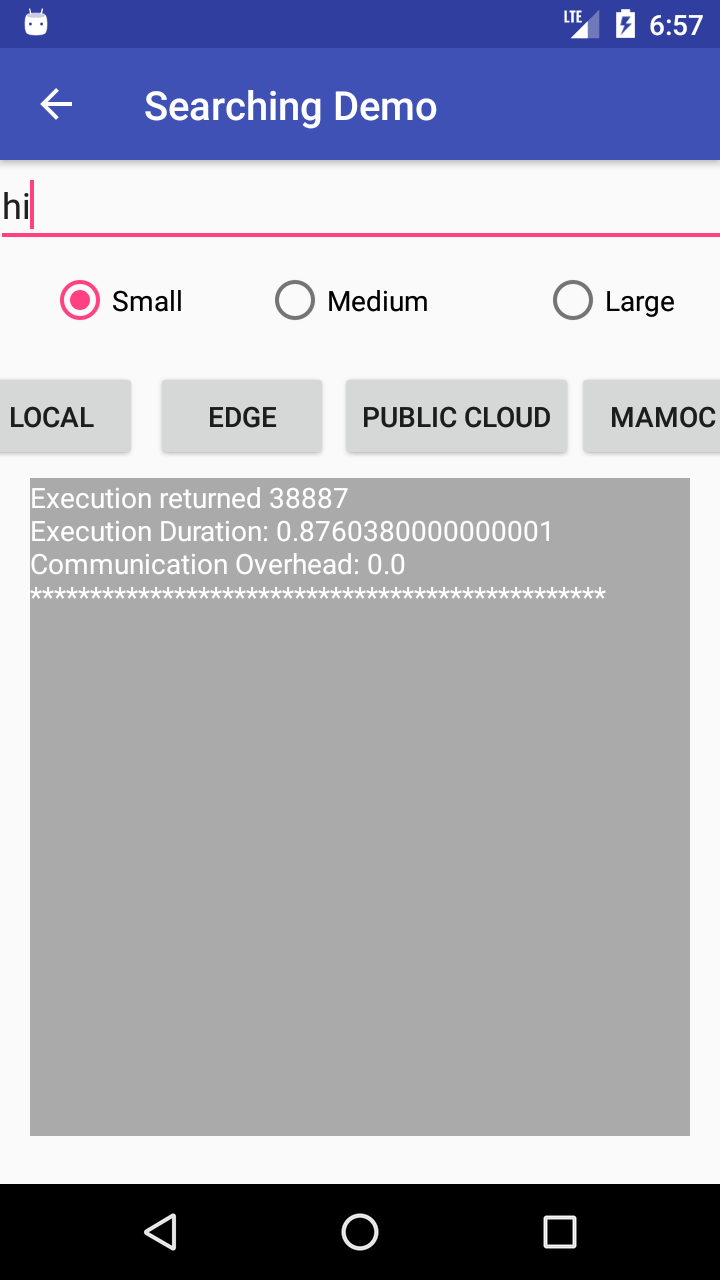 LTE 6:57
Searching Demo
hi
Small Medium Large
LOCAL EDGE PUBLIC CLOUD MAMOC
Execution returned 38887
Execution Duration: 0.8760380000000001
Communication Overhead: 0.0
************************************************